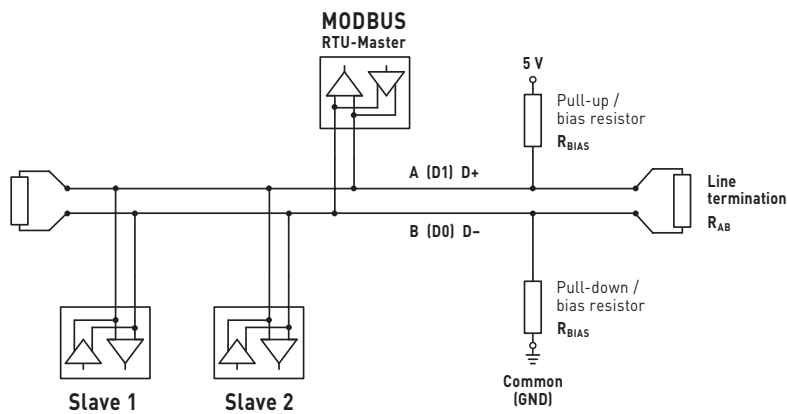 MODBUS
RTU-Master
5 V
Pull-up /
bias resistor
RBIAS
A (D1) D+
Line
termination
RAB
B (D0) D–
Pull-down /
bias resistor
RBIAS
Common
(GND)
Slave 1
Slave 2